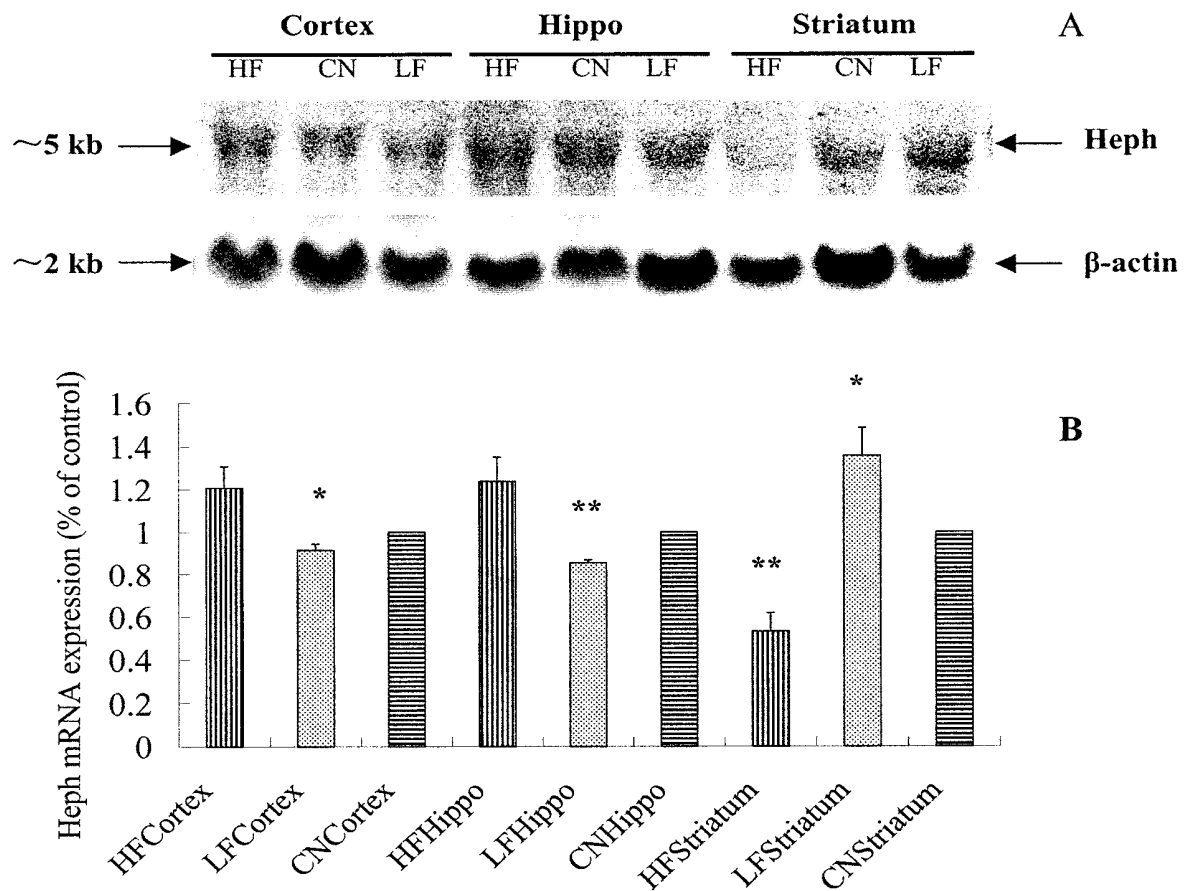 Cortex Hippo Striatum A
HF CN LF HF CN LF HF CN LF
~5 kb Heph
~2 kb β-actin
B
Heph mRNA expression (% of control)
1.6
1.4
1.2
1
0.8
0.6
0.4
0.2
0
* ** ** *
HFCortex LFCortex CNCortex HFHippo LFHippo CNHippo HFStriatum LFStriatum CNStriatum